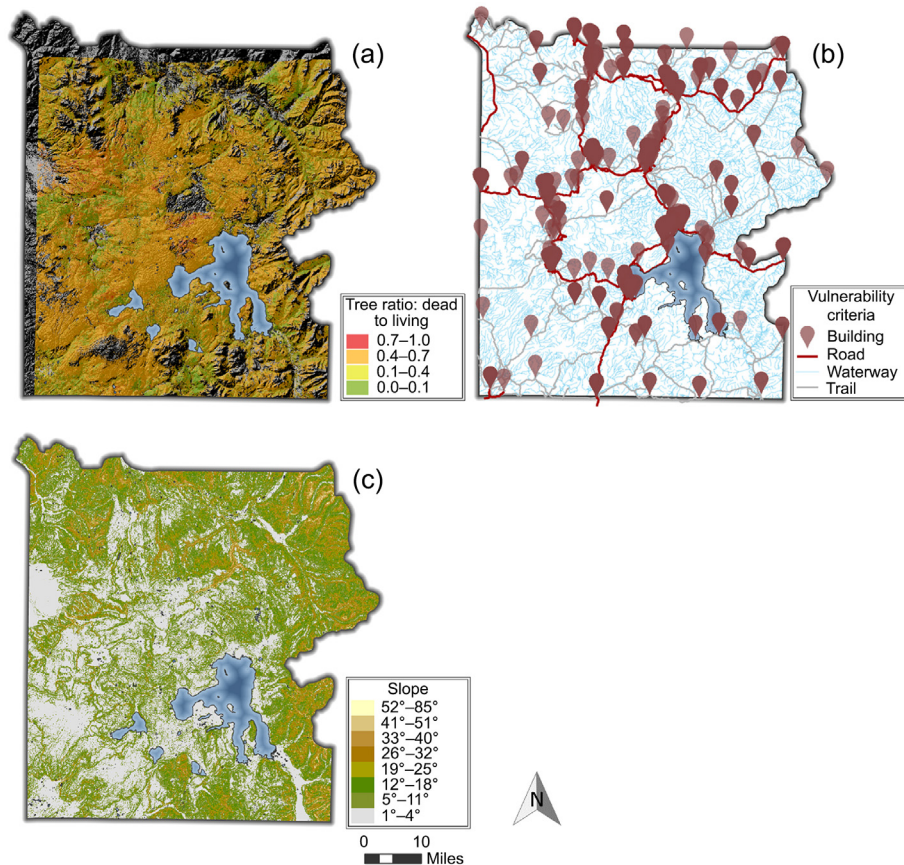 (a)
Tree ratio: dead
to living
0.7–1.0
0.4–0.7
0.1–0.4
0.0–0.1
(b)
Vulnerability
criteria
Building
Road
Waterway
Trail
(c)
Slope
52°–85°
41°–51°
33°–40°
26°–32°
19°–25°
12°–18°
5°–11°
1°–4°
0 10
Miles
N